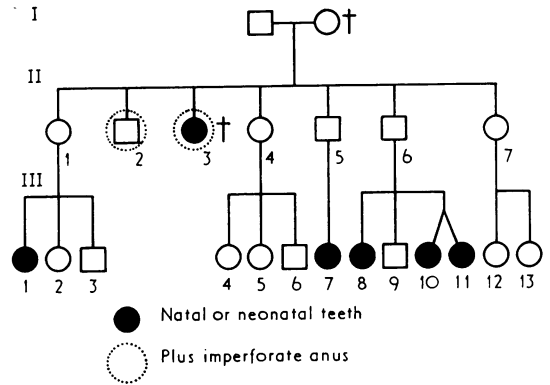 I
†
II
1 2 3 † 4 5 6 7
III
1 2 3 4 5 6 7 8 9 10 11 12 13
Natal or neonatal teeth
Plus imperforate anus